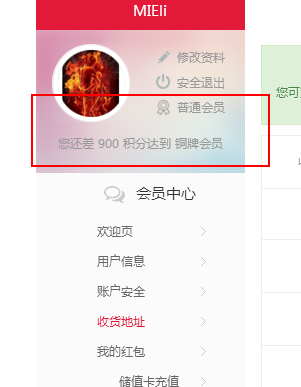 MIEli
修改资料
安全退出
普通会员
您还差 900 积分达到 铜牌会员
您可
会员中心
欢迎页
用户信息
账户安全
收货地址
我的红包
储值卡充值